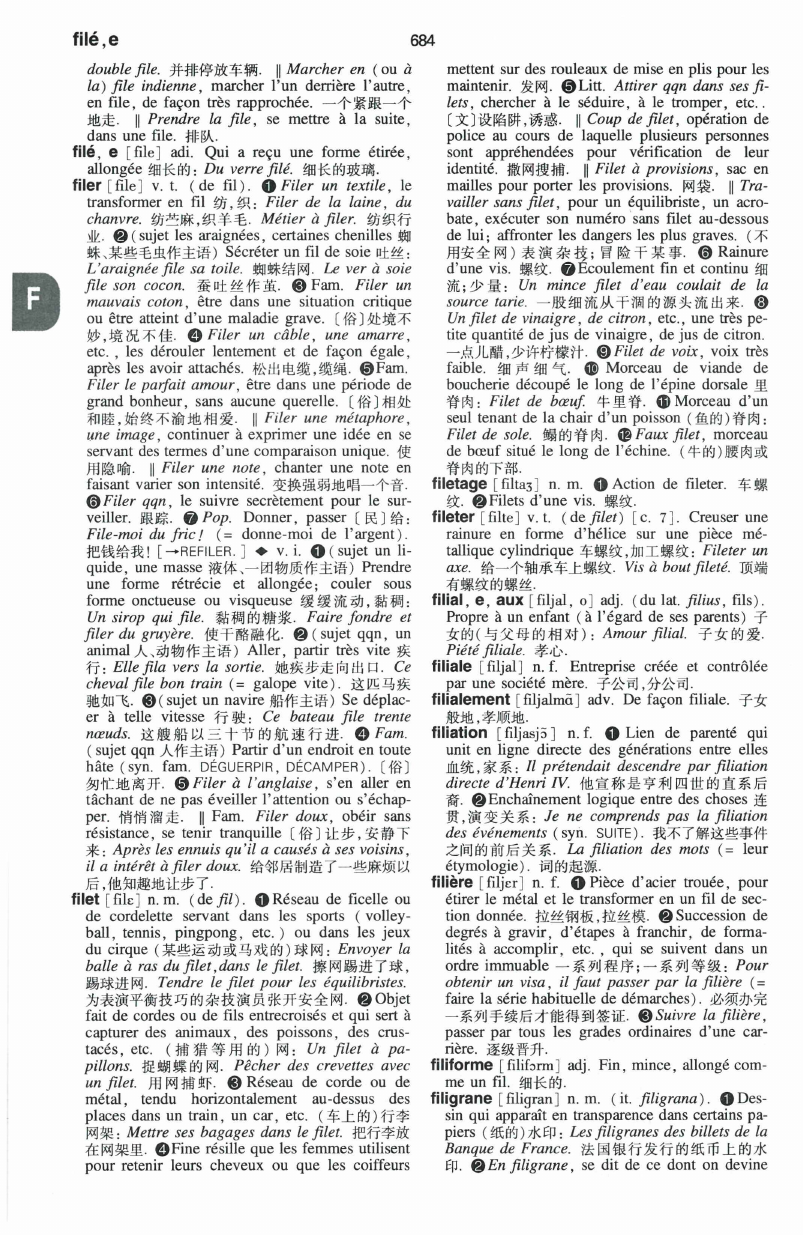 filé,e
684
double file. 并排停放车辆. ‖ Marcher en ( ou à
la) file indienne, marcher l'un derrière l'autre,
en file, de façon très rapprochée. 一个紧跟一个
地走. ‖ Prendre la file, se mettre à la suite,
dans une file. 排队.
filé, e [file] adi. Qui a reçu une forme étirée,
allongée 细长的: Du verre filé. 细长的玻璃.
filer [file] v. t. ( de fil). ❶ Filer un textile, le
transformer en fil 纺,织: Filer de la laine, du
chanvre. 纺苎麻,织羊毛. Métier à filer. 纺织行
业. ❷(sujet les araignées, certaines chenilles 蜘
蛛、某些毛虫作主语) Sécréter un fil de soie 吐丝:
L'araignée file sa toile. 蜘蛛结网. Le ver à soie
file son cocon. 蚕吐丝作茧. ❸ Fam. Filer un
mauvais coton, être dans une situation critique
ou être atteint d'une maladie grave. 〔俗〕处境不
妙,境况不佳. ❹ Filer un câble, une amarre,
etc. , les dérouler lentement et de façon égale,
après les avoir attachés. 松出电缆,缆绳. ❺Fam.
Filer le parfait amour, être dans une période de
grand bonheur, sans aucune querelle. 〔俗〕相处
和睦,始终不渝地相爱. ‖ Filer une métaphore,
une image, continuer à exprimer une idée en se
servant des termes d'une comparaison unique. 使
用隐喻. ‖ Filer une note, chanter une note en
faisant varier son intensité. 变换强弱地唱一个音.
❻Filer qqn, le suivre secrètement pour le sur-
veiller. 跟踪. ❼ Pop. Donner, passer 〔民〕给:
File-moi du fric! (= donne-moi de l'argent).
把钱给我! [→REFILER. ] ◆ v. i. ❶(sujet un li-
quide, une masse 液体、一团物质作主语) Prendre
une forme rétrécie et allongée; couler sous
forme onctueuse ou visqueuse 缓缓流动,黏稠:
Un sirop qui file. 黏稠的糖浆. Faire fondre et
filer du gruyère. 使干酪融化. ❷(sujet qqn, un
animal 人、动物作主语) Aller, partir très vite 疾
行: Elle fila vers la sortie. 她疾步走向出口. Ce
cheval file bon train (= galope vite). 这匹马疾
驰如飞. ❸(sujet un navire 船作主语) Se déplac-
er à telle vitesse 行驶: Ce bateau file trente
nœuds. 这艘船以三十节的航速行进. ❹ Fam.
(sujet qqn 人作主语) Partir d'un endroit en toute
hâte (syn. fam. DÉGUERPIR, DÉCAMPER). 〔俗〕
匆忙地离开. ❺ Filer à l'anglaise, s'en aller en
tâchant de ne pas éveiller l'attention ou s'échap-
per. 悄悄溜走. ‖ Fam. Filer doux, obéir sans
résistance, se tenir tranquille 〔俗〕让步,安静下
来: Après les ennuis qu'il a causés à ses voisins,
il a intérêt à filer doux. 给邻居制造了一些麻烦以
后,他知趣地让步了.
filet [filɛ] n. m. (de fil). ❶Réseau de ficelle ou
de cordelette servant dans les sports ( volley-
ball, tennis, pingpong, etc. ) ou dans les jeux
du cirque (某些运动或马戏的)球网: Envoyer la
balle à ras du filet,dans le filet. 擦网踢进了球,
踢球进网. Tendre le filet pour les équilibristes.
为表演平衡技巧的杂技演员张开安全网. ❷Objet
fait de cordes ou de fils entrecroisés et qui sert à
capturer des animaux, des poissons, des crus-
tacés, etc. (捕猎等用的)网: Un filet à pa-
pillons. 捉蝴蝶的网. Pêcher des crevettes avec
un filet. 用网捕虾. ❸ Réseau de corde ou de
métal, tendu horizontalement au-dessus des
places dans un train, un car, etc. (车上的)行李
网架: Mettre ses bagages dans le filet. 把行李放
在网架里. ❹Fine résille que les femmes utilisent
pour retenir leurs cheveux ou que les coiffeurs
F
mettent sur des rouleaux de mise en plis pour les
maintenir. 发网. ❺Litt. Attirer qqn dans ses fi-
lets, chercher à le séduire, à le tromper, etc. .
〔文〕设陷阱,诱惑. ‖ Coup de filet, opération de
police au cours de laquelle plusieurs personnes
sont appréhendées pour vérification de leur
identité. 撒网搜捕. ‖ Filet à provisions, sac en
mailles pour porter les provisions. 网袋. ‖ Tra-
vailler sans filet, pour un équilibriste, un acro-
bate, exécuter son numéro sans filet au-dessous
de lui; affronter les dangers les plus graves. (不
用安全网)表演杂技;冒险干某事. ❻ Rainure
d'une vis. 螺纹. ❼Écoulement fin et continu 细
流;少量: Un mince filet d'eau coulait de la
source tarie. 一股细流从干涸的源头流出来. ❽
Un filet de vinaigre, de citron, etc., une très pe-
tite quantité de jus de vinaigre, de jus de citron.
一点儿醋,少许柠檬汁. ❾Filet de voix, voix très
faible. 细声细气. ❿ Morceau de viande de
boucherie découpé le long de l'épine dorsale 里
脊肉: Filet de bœuf. 牛里脊. ⓫Morceau d'un
seul tenant de la chair d'un poisson (鱼的)脊肉:
Filet de sole. 鳎的脊肉. ⓬Faux filet, morceau
de bœuf situé le long de l'échine. (牛的)腰肉或
脊肉的下部.
filetage [filtaʒ] n. m. ❶Action de fileter. 车螺
纹. ❷Filets d'une vis. 螺纹.
fileter [filte] v. t. (de filet) [c. 7]. Creuser une
rainure en forme d'hélice sur une pièce mé-
tallique cylindrique 车螺纹,加工螺纹: Fileter un
axe. 给一个轴承车上螺纹. Vis à bout fileté. 顶端
有螺纹的螺丝.
filial, e, aux [filjal, o] adj. (du lat. filius, fils).
Propre à un enfant (à l'égard de ses parents) 子
女的(与父母的相对): Amour filial. 子女的爱.
Piété filiale. 孝心.
filiale [filjal] n. f. Entreprise créée et contrôlée
par une société mère. 子公司,分公司.
filialement [filjalmɑ̃] adv. De façon filiale. 子女
般地,孝顺地.
filiation [filjasjɔ̃] n. f. ❶ Lien de parenté qui
unit en ligne directe des générations entre elles
血统,家系: Il prétendait descendre par filiation
directe d'Henri IV. 他宣称是亨利四世的直系后
裔. ❷Enchaînement logique entre des choses 连
贯,演变关系: Je ne comprends pas la filiation
des événements (syn. SUITE). 我不了解这些事件
之间的前后关系. La filiation des mots (= leur
étymologie). 词的起源.
filière [filjɛr] n. f. ❶ Pièce d'acier trouée, pour
étirer le métal et le transformer en un fil de sec-
tion donnée. 拉丝钢板,拉丝模. ❷Succession de
degrés à gravir, d'étapes à franchir, de forma-
lités à accomplir, etc. , qui se suivent dans un
ordre immuable 一系列程序;一系列等级: Pour
obtenir un visa, il faut passer par la filière (=
faire la série habituelle de démarches). 必须办完
一系列手续后才能得到签证. ❸Suivre la filière,
passer par tous les grades ordinaires d'une car-
rière. 逐级晋升.
filiforme [filifɔrm] adj. Fin, mince, allongé com-
me un fil. 细长的.
filigrane [filigran] n. m. (it. filigrana). ❶Des-
sin qui apparaît en transparence dans certains pa-
piers (纸的)水印: Les filigranes des billets de la
Banque de France. 法国银行发行的纸币上的水
印. ❷En filigrane, se dit de ce dont on devine